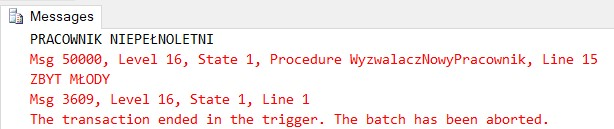 Messages
PRACOWNIK NIEPEŁNOLETNI
Msg 50000, Level 16, State 1, Procedure WyzwalaczNowyPracownik, Line 15
ZBYT MŁODY
Msg 3609, Level 16, State 1, Line 1
The transaction ended in the trigger. The batch has been aborted.